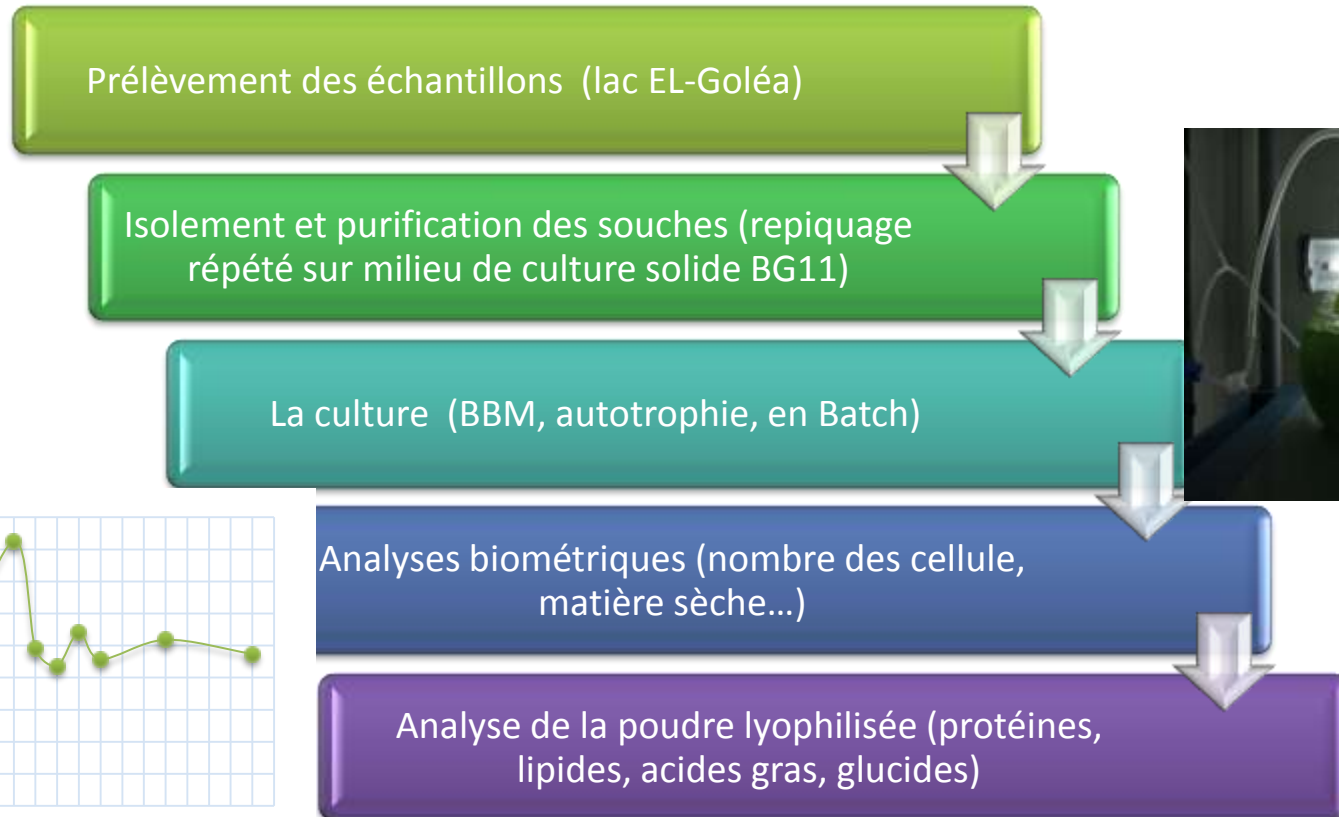 Prélèvement des échantillons (lac EL-Goléa)
Isolement et purification des souches (repiquage
répété sur milieu de culture solide BG11)
La culture (BBM, autotrophie, en Batch)
Analyses biométriques (nombre des cellule,
matière sèche…)
Analyse de la poudre lyophilisée (protéines,
lipides, acides gras, glucides)